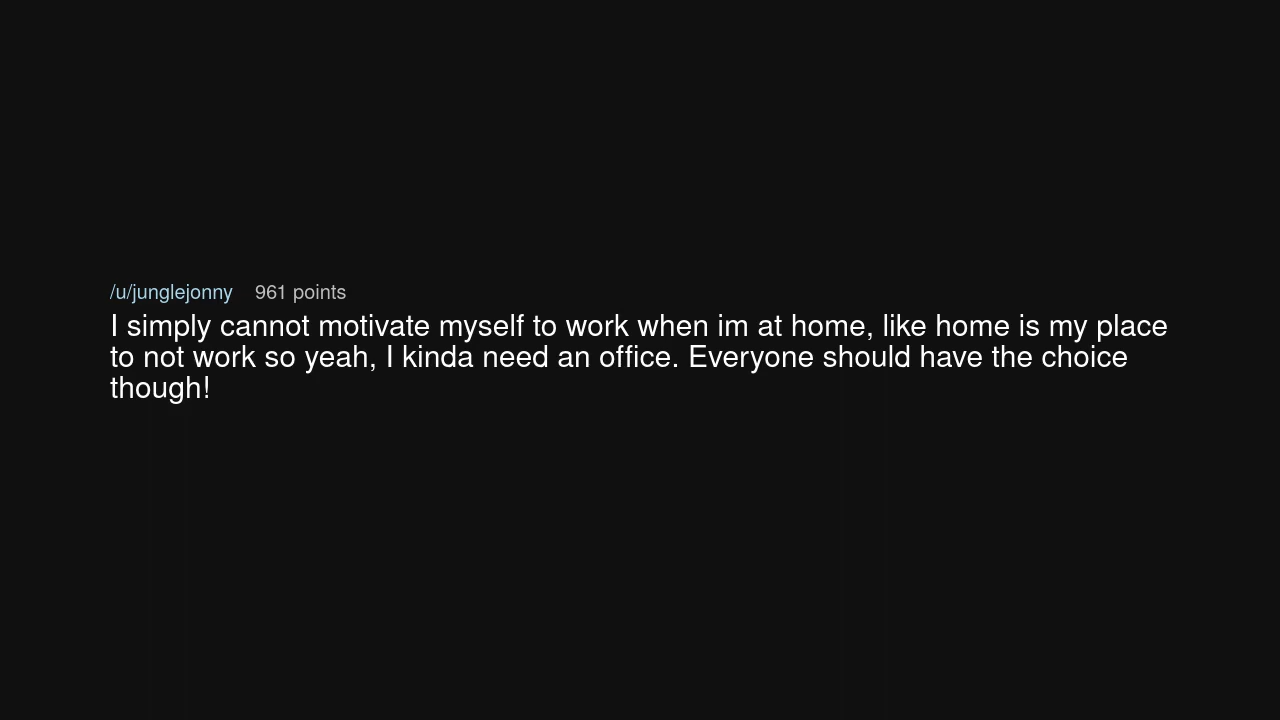 /u/junglejonny 961 points
I simply cannot motivate myself to work when im at home, like home is my place
to not work so yeah, I kinda need an office. Everyone should have the choice
though!